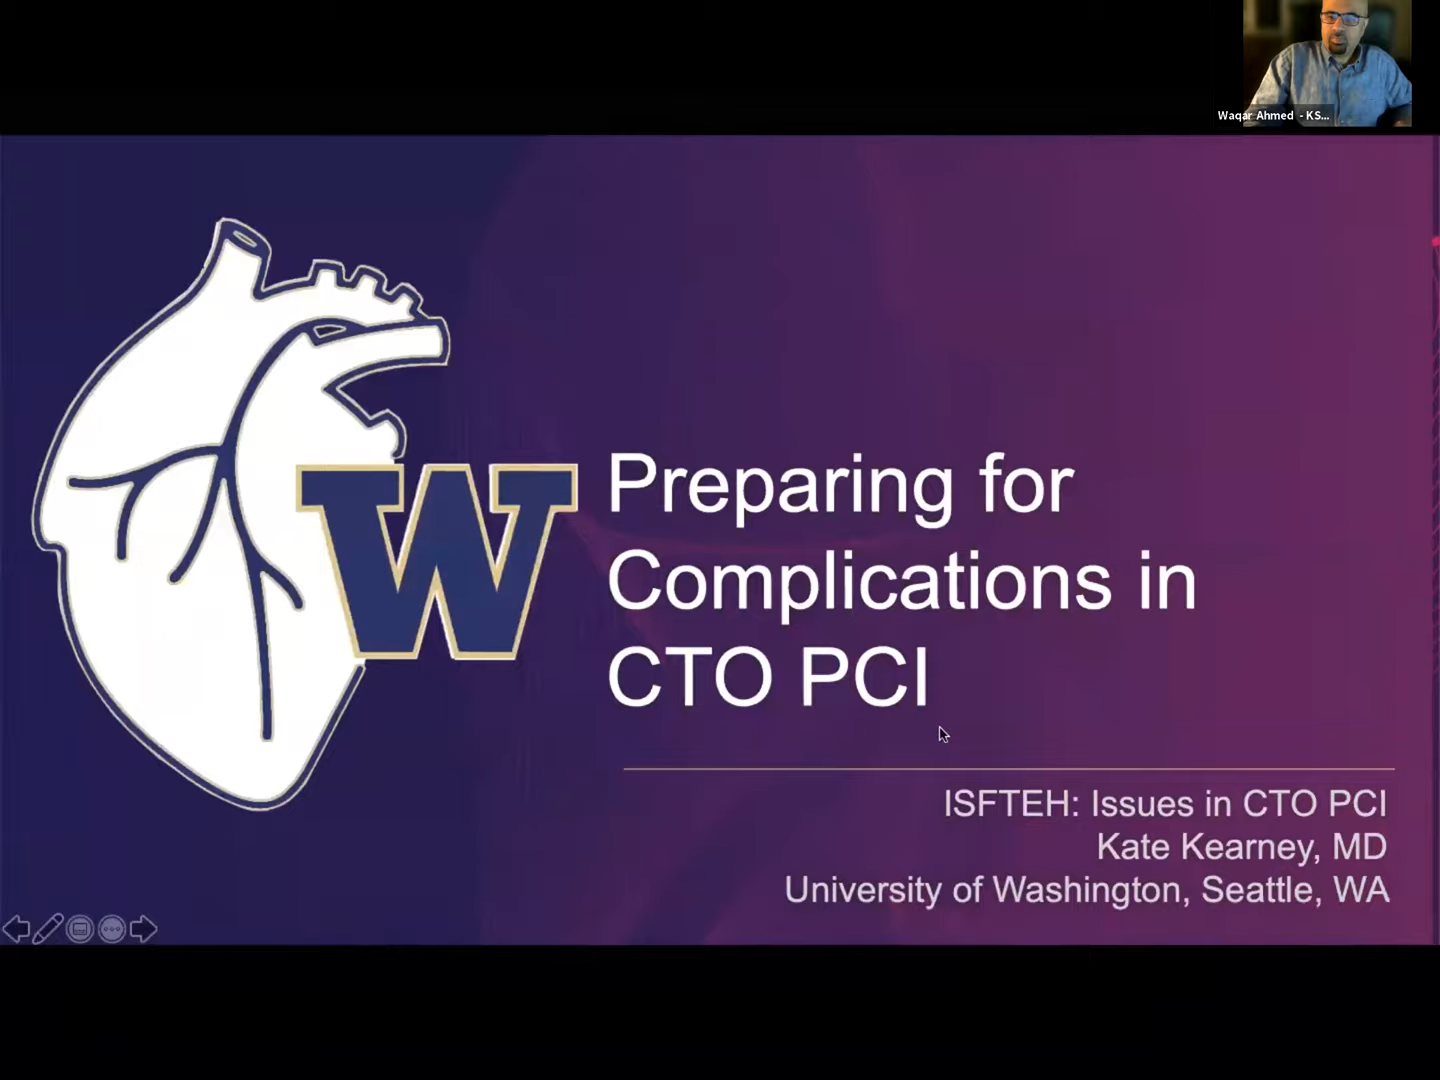 Waqar Ahmed - KS...
W
Preparing for
Complications in
CTO PCI
ISFTEH: Issues in CTO PCI
Kate Kearney, MD
University of Washington, Seattle, WA